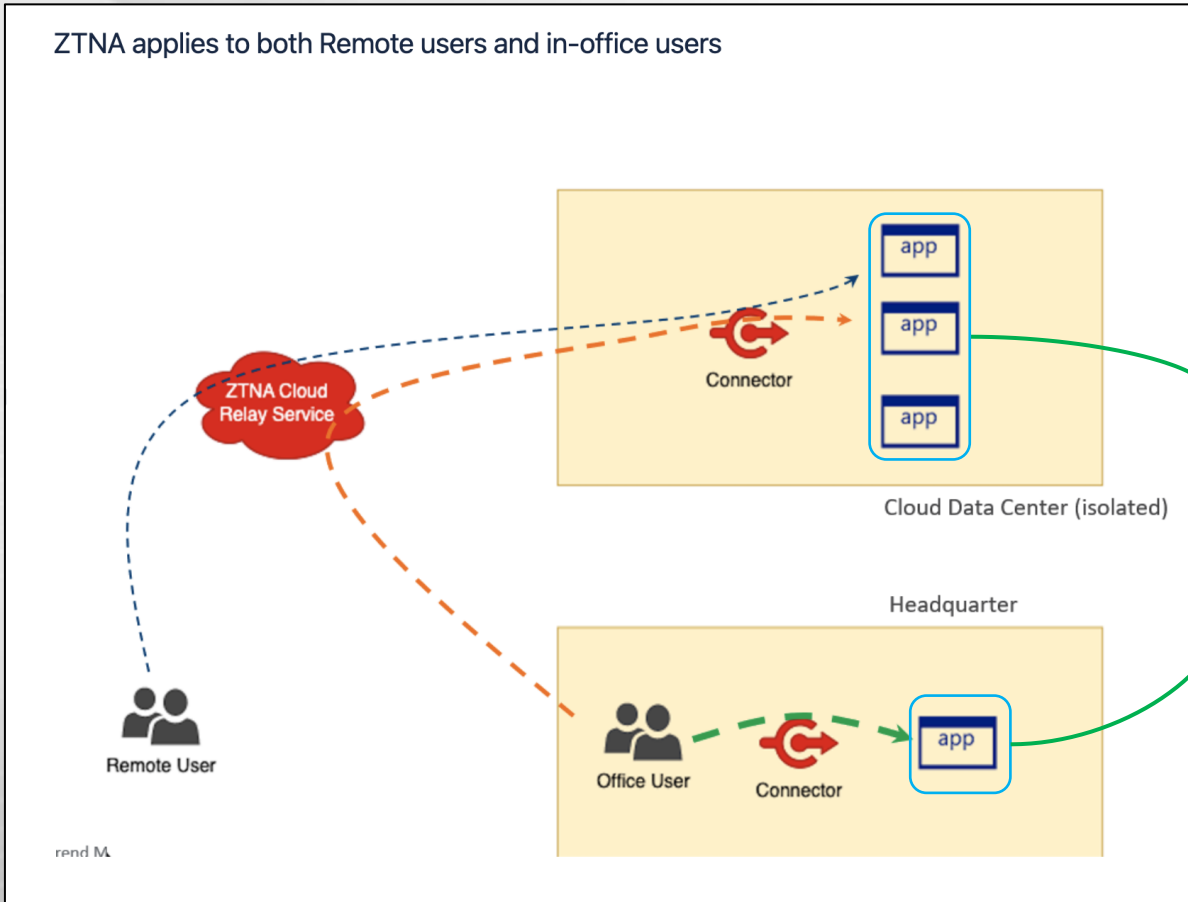 ZTNA applies to both Remote users and in-office users
app
app
ZTNA Cloud
Relay Service
Connector
app
Cloud Data Center (isolated)
Headquarter
app
Remote User
Office User
Connector
rend M